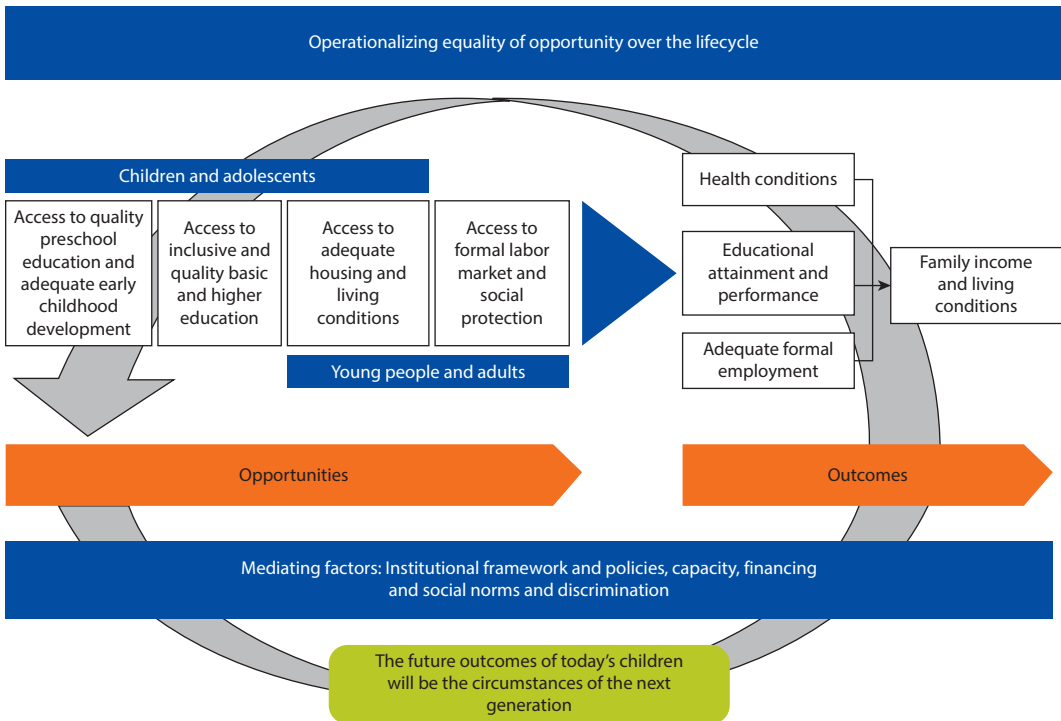 Operationalizing equality of opportunity over the lifecycle
Children and adolescents
Access to quality
preschool
education and
adequate early
childhood
development
Access to
inclusive and
quality basic
and higher
education
Access to
adequate
housing and
living
conditions
Access to
formal labor
market and
social
protection
Young people and adults
Health conditions
Educational
attainment and
performance
Adequate formal
employment
Family income
and living
conditions
Opportunities
Outcomes
Mediating factors: Institutional framework and policies, capacity, financing
and social norms and discrimination
The future outcomes of today’s children
will be the circumstances of the next
generation